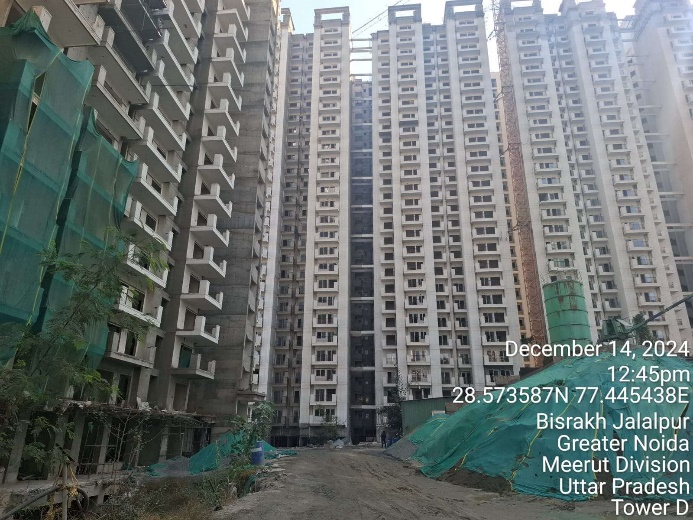 December 14, 2024
12:45pm
28.573587N 77.445438E
Bisrakh Jalalpur
Greater Noida
Meerut Division
Uttar Pradesh
Tower D